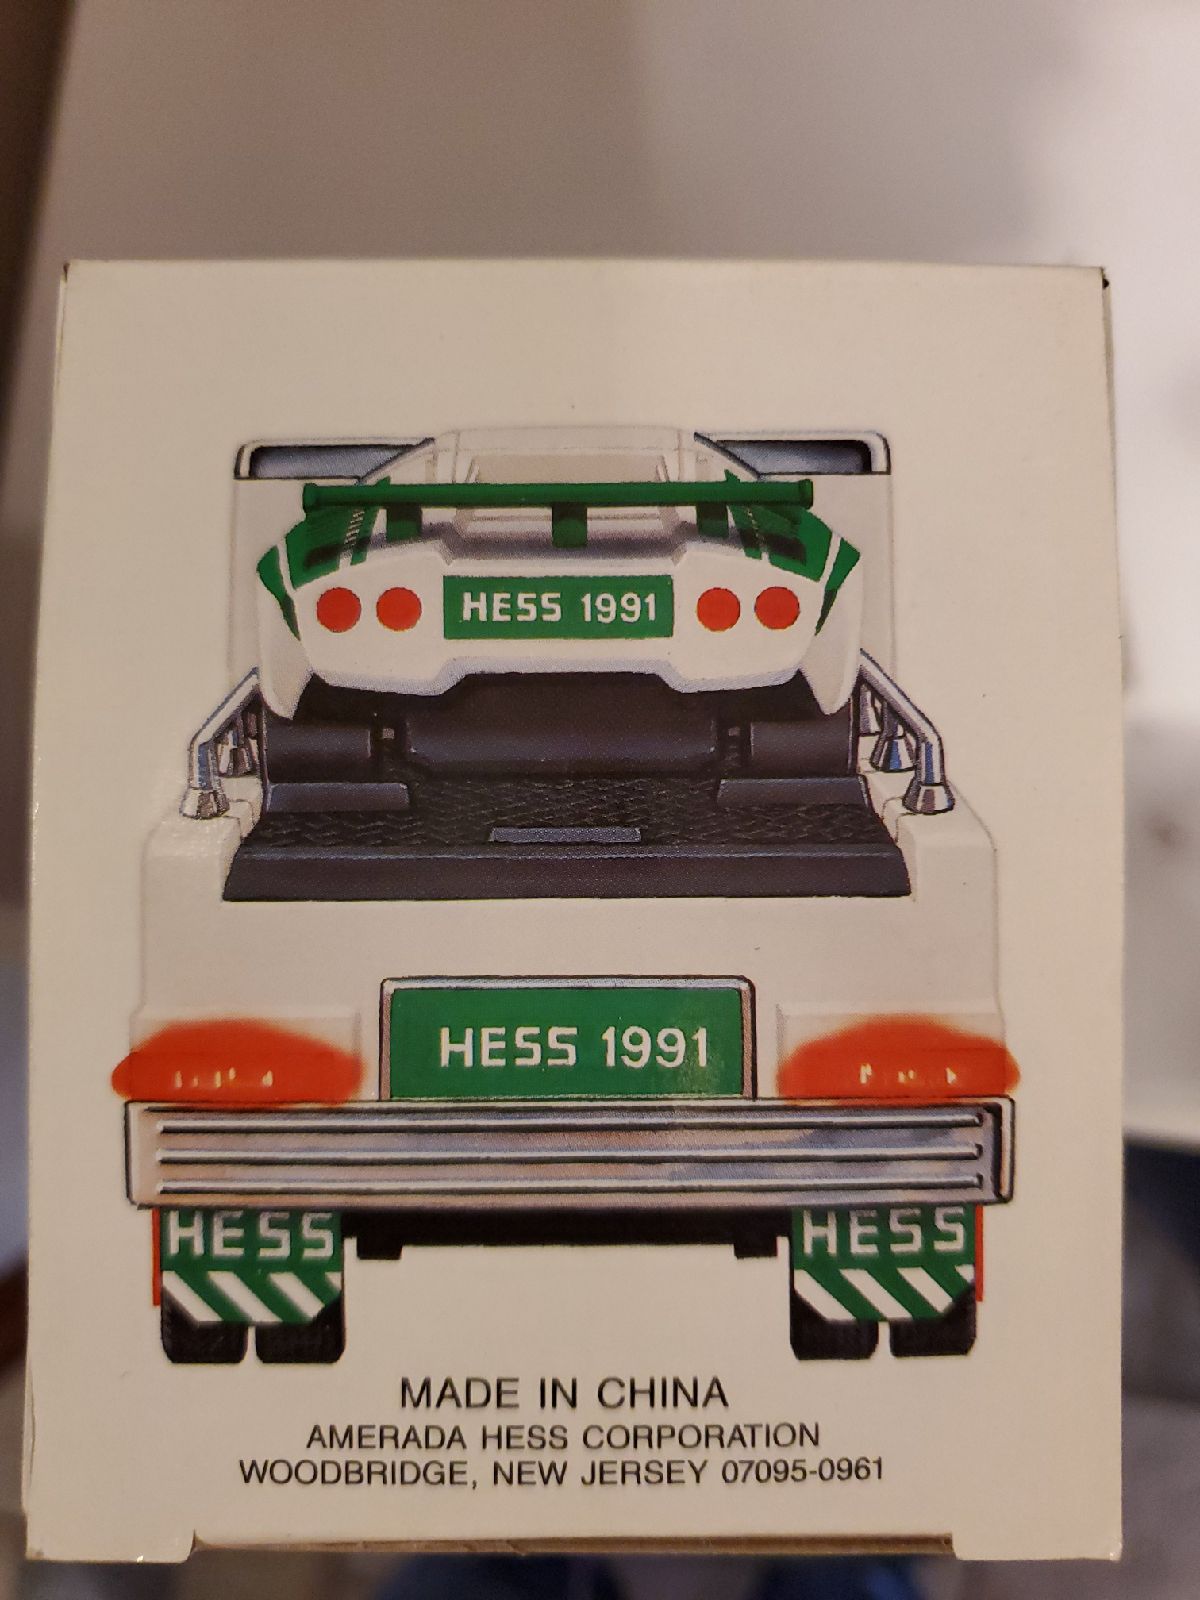 HESS 1991
HESS 1991
HESS HESS
MADE IN CHINA
AMERADA HESS CORPORATION
WOODBRIDGE, NEW JERSEY 07095-0961